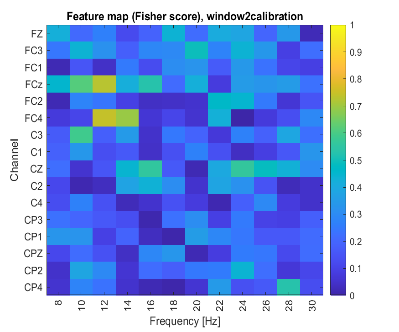 Feature map (Fisher score), window2calibration
FZ
FC3
FC1
FCz
FC2
FC4
C3
C1
CZ
C2
C4
CP3
CP1
CPZ
CP2
CP4
Channel
8 10 12 14 16 18 20 22 24 26 28 30
Frequency [Hz]
1
0.9
0.8
0.7
0.6
0.5
0.4
0.3
0.2
0.1
0